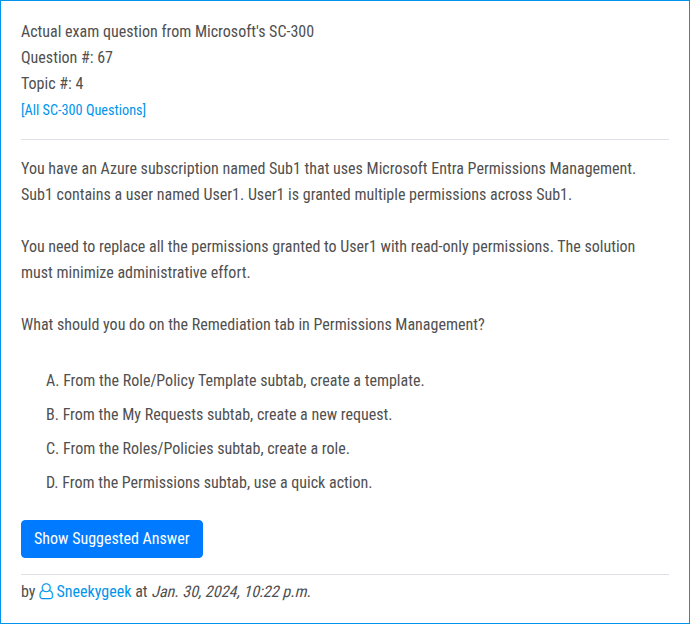 Actual exam question from Microsoft's SC-300
Question #: 67
Topic #: 4
[All SC-300 Questions]
You have an Azure subscription named Sub1 that uses Microsoft Entra Permissions Management.
Sub1 contains a user named User1. User1 is granted multiple permissions across Sub1.
You need to replace all the permissions granted to User1 with read-only permissions. The solution
must minimize administrative effort.
What should you do on the Remediation tab in Permissions Management?
A. From the Role/Policy Template subtab, create a template.
B. From the My Requests subtab, create a new request.
C. From the Roles/Policies subtab, create a role.
D. From the Permissions subtab, use a quick action.
Show Suggested Answer
by Sneekygeek at Jan. 30, 2024, 10:22 p.m.